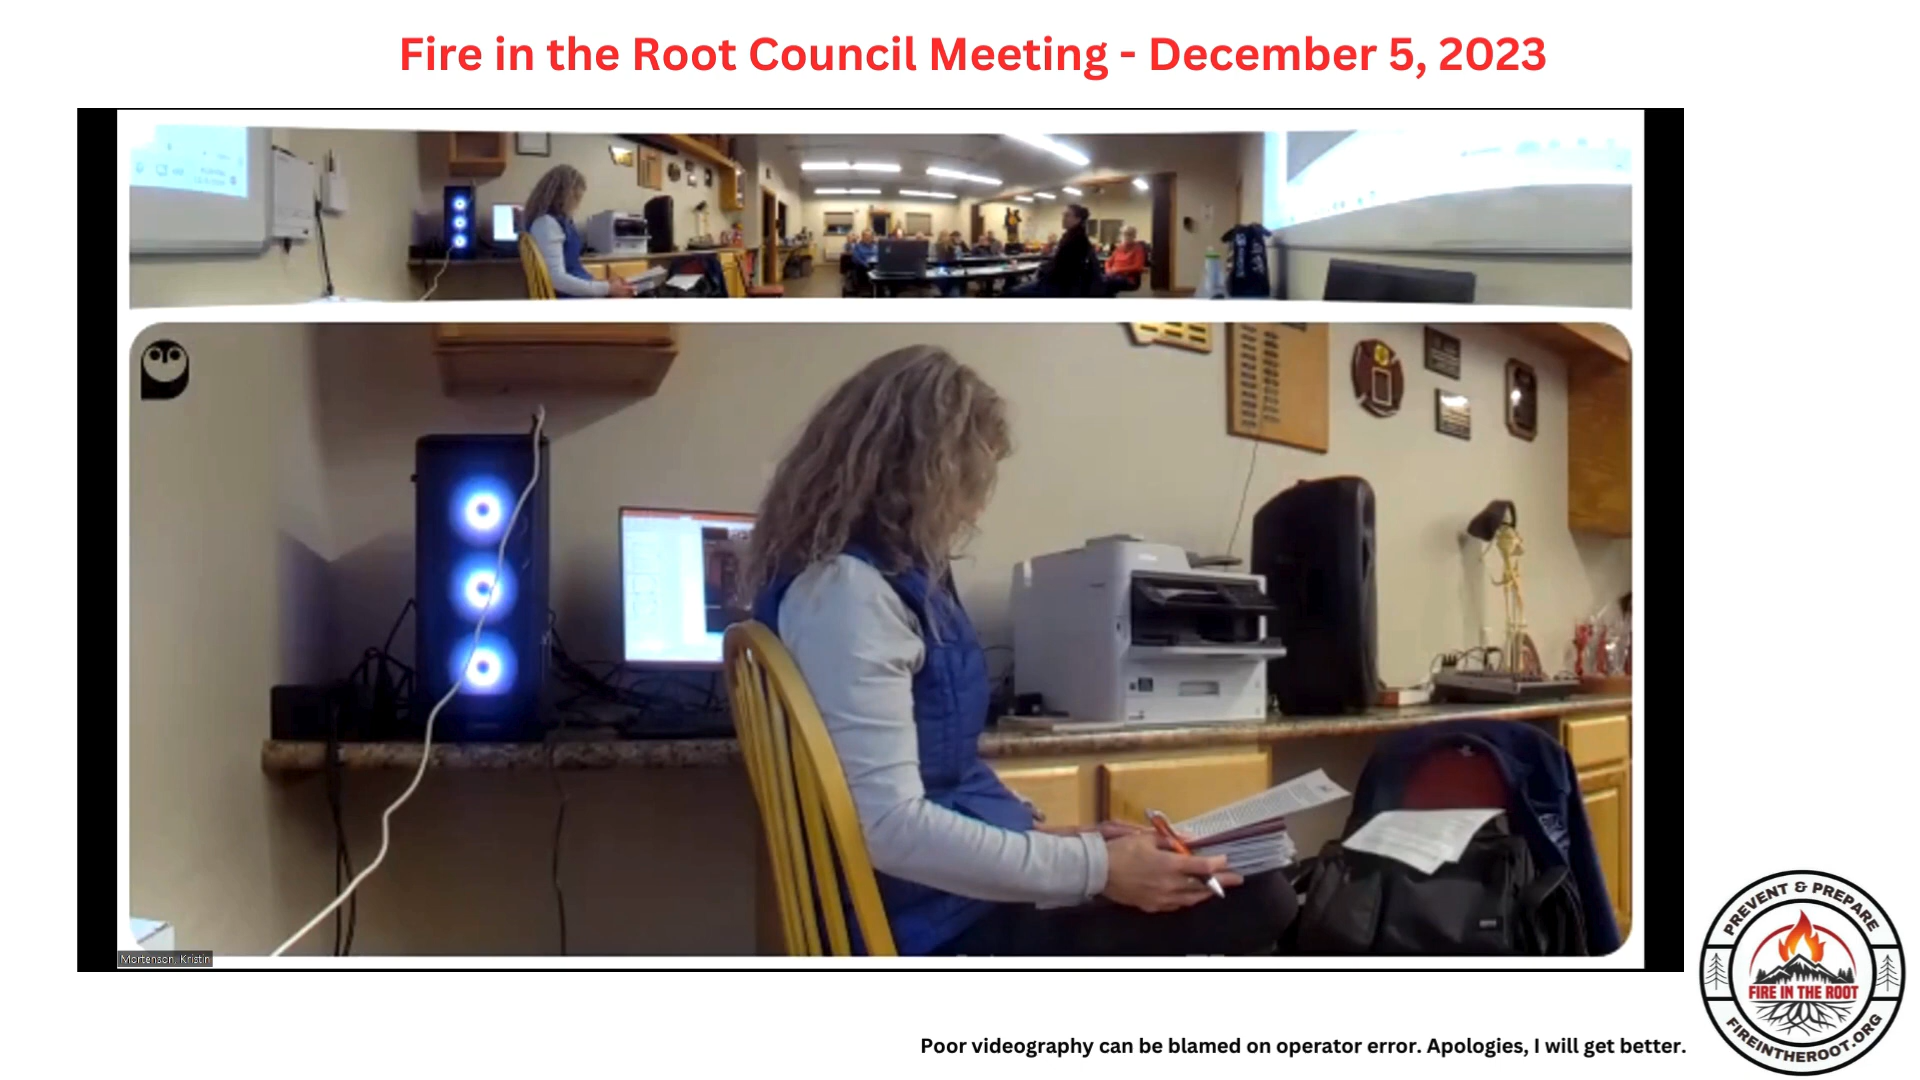 Fire in the Root Council Meeting - December 5, 2023
Mortenson, Kristin
PREVENT & PREPARE
FIRE IN THE ROOT
FIREINTHEROOT.ORG
Poor videography can be blamed on operator error. Apologies, I will get better.